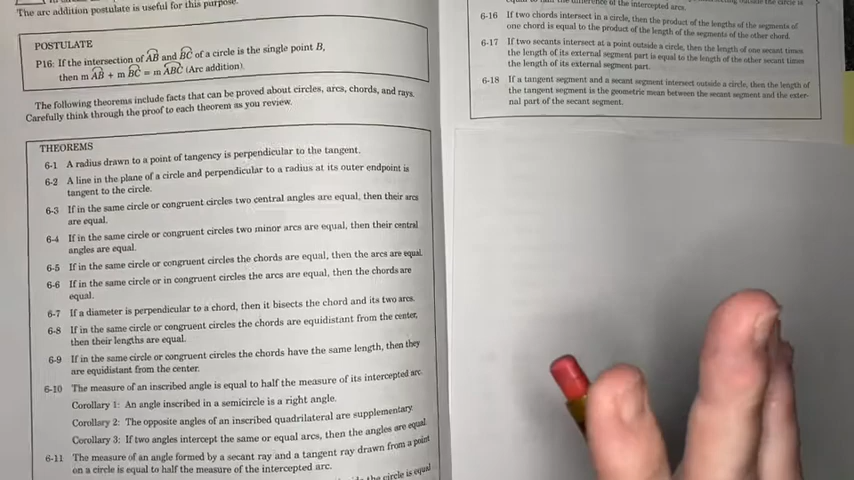 The arc addition postulate is useful for this purpose.
POSTULATE
P16: If the intersection of AB and BC of a circle is the single point B,
then m AB + m BC = m ABC (Arc addition).
The following theorems include facts that can be proved about circles, arcs, chords, and rays.
Carefully think through the proof to each theorem as you review.
THEOREMS
6-1 A radius drawn to a point of tangency is perpendicular to the tangent.
6-2 A line in the plane of a circle and perpendicular to a radius at its outer endpoint is
tangent to the circle.
6-3 If in the same circle or congruent circles two central angles are equal, then their arcs
are equal.
6-4 If in the same circle or congruent circles two minor arcs are equal, then their central
angles are equal.
6-5 If in the same circle or congruent circles the chords are equal, then the arcs are equal.
6-6 If in the same circle or in congruent circles the arcs are equal, then the chords are
equal.
6-7 If a diameter is perpendicular to a chord, then it bisects the chord and its two arcs.
6-8 If in the same circle or congruent circles the chords are equidistant from the center,
then their lengths are equal.
6-9 If in the same circle or congruent circles the chords have the same length, then they
are equidistant from the center.
6-10 The measure of an inscribed angle is equal to half the measure of its intercepted arc.
Corollary 1: An angle inscribed in a semicircle is a right angle.
Corollary 2: The opposite angles of an inscribed quadrilateral are supplementary.
Corollary 3: If two angles intercept the same or equal arcs, then the angles are equal
6-11 The measure of an angle formed by a secant ray and a tangent ray drawn from a point
on a circle is equal to half the measure of the intercepted arc.
the circle is equal
equal to half the difference of the intercepted arcs.
6-16 If two chords intersect in a circle, then the product of the lengths of the segments of
one chord is equal to the product of the length of the segments of the other chord.
6-17 If two secants intersect at a point outside a circle, then the length of one secant times
the length of its external segment part is equal to the length of the other secant times
the length of its external segment part.
6-18 If a tangent segment and a secant segment intersect outside a circle, then the length of
the tangent segment is the geometric mean between the secant segment and the exter-
nal part of the secant segment.